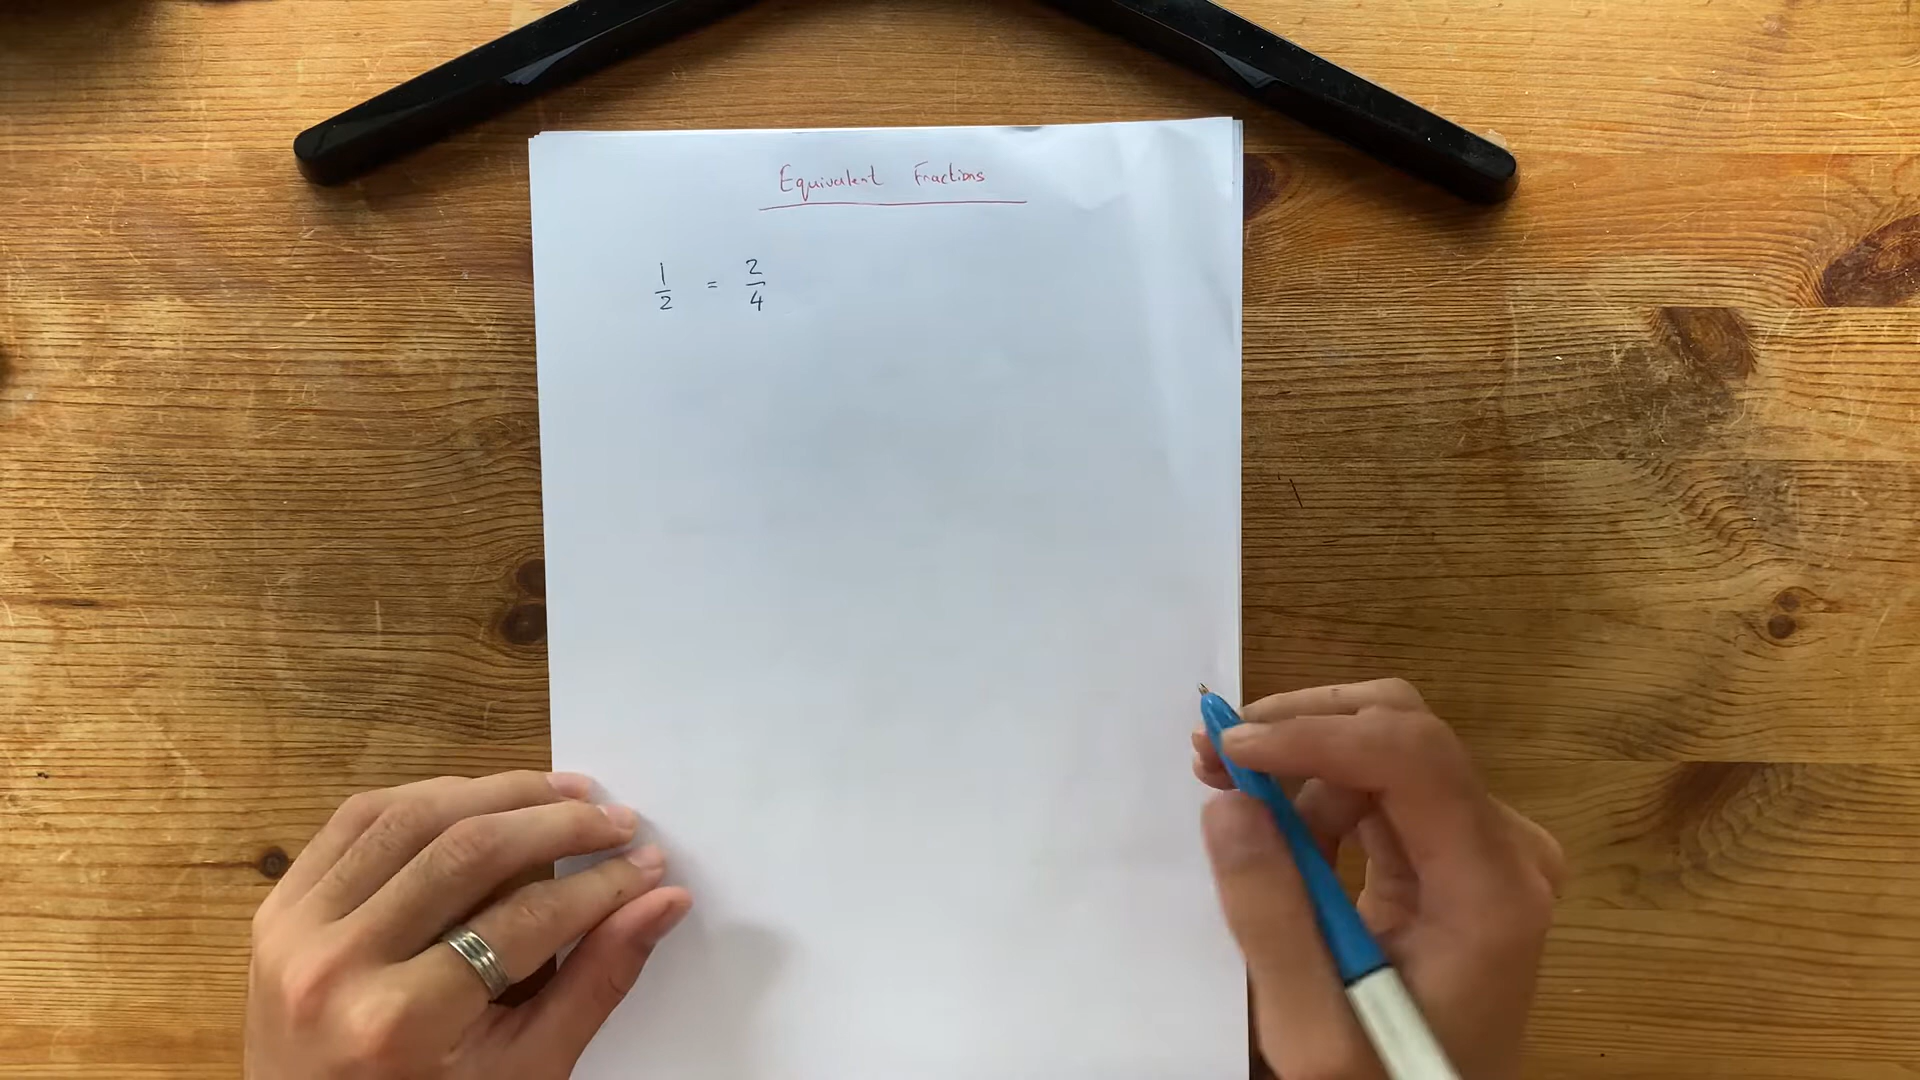 Equivalent Fractions
1/2 = 2/4